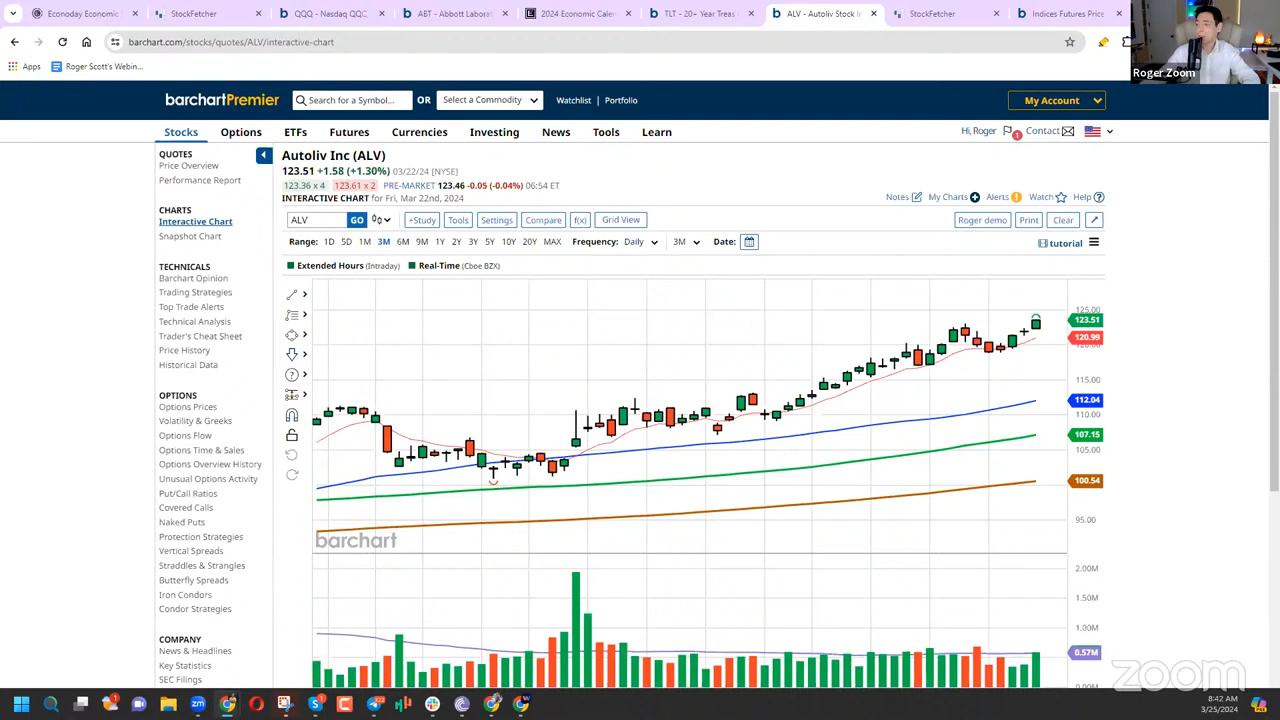 Econoday Economic
StockFetcher
QQQ - Nasdaq QQQ
ABT - Abbott Labora
2024 Economic Cale
TLT - 20+ Year Treas
ALV - Autoliv Stock I
StockFetcher
Indices Futures Price
barchart.com/stocks/quotes/ALV/interactive-chart
Apps
Roger Scott's Webin...
Roger Zoom
barchartPremier
Search for a Symbol...
OR
Select a Commodity
Watchlist | Portfolio
My Account
Stocks Options ETFs Futures Currencies Investing News Tools Learn
Hi, Roger
1
Contact
QUOTES
Price Overview
Performance Report
CHARTS
Interactive Chart
Snapshot Chart
TECHNICALS
Barchart Opinion
Trading Strategies
Top Trade Alerts
Technical Analysis
Trader's Cheat Sheet
Price History
Historical Data
OPTIONS
Options Prices
Volatility & Greeks
Options Flow
Options Time & Sales
Options Overview History
Unusual Options Activity
Put/Call Ratios
Covered Calls
Naked Puts
Protection Strategies
Vertical Spreads
Straddles & Strangles
Butterfly Spreads
Iron Condors
Condor Strategies
COMPANY
News & Headlines
Key Statistics
SEC Filings
Autoliv Inc (ALV)
123.51 +1.58 (+1.30%) 03/22/24 [NYSE]
123.36 x 4 123.61 x 2 PRE-MARKET 123.46 -0.05 (-0.04%) 06:54 ET
INTERACTIVE CHART for Fri, Mar 22nd, 2024
Notes My Charts Alerts Watch Help
ALV GO +Study Tools Settings Compare f(x) Grid View
Roger demo Print Clear
Range: 1D 5D 1M 3M 6M 9M 1Y 2Y 3Y 5Y 10Y 20Y MAX Frequency: Daily 3M Date:
tutorial
Extended Hours (Intraday) Real-Time (Cboe BZX)
125.00
123.51
120.99
120.00
115.00
112.04
110.00
107.15
105.00
100.54
95.00
barchart
2.00M
1.50M
1.00M
0.57M
0.00M
zoom
8:42 AM
3/25/2024